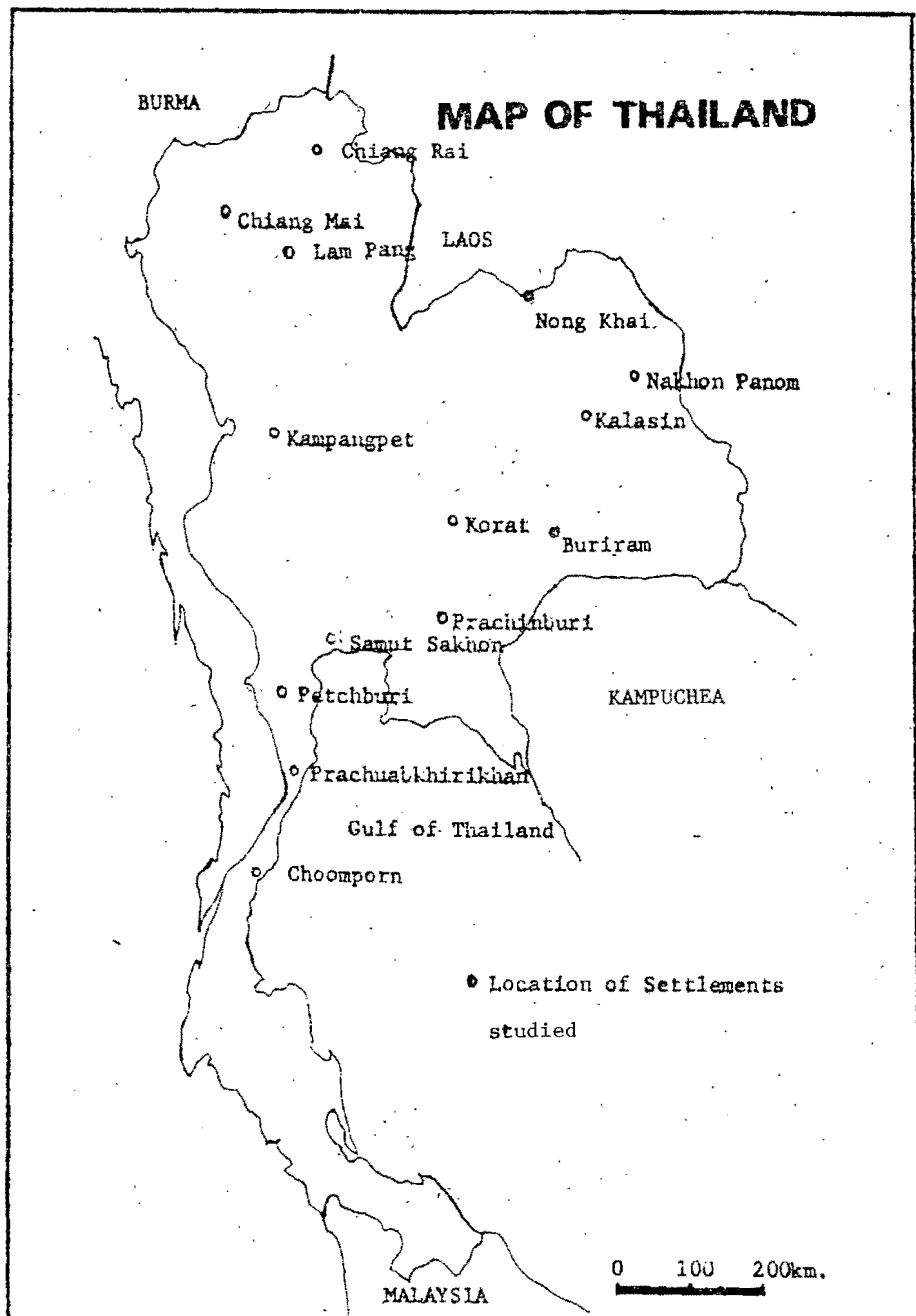 MAP OF THAILAND
BURMA
Chiang Rai
Chiang Mai
LAOS
Lam Pang
Nong Khai
Nakhon Panom
Kalasin
Kampangpet
Korat
Buriram
Prachinburi
Samut Sakhon
Petchburi
KAMPUCHEA
Prachuabkhirikhan
Gulf of Thailand
Choomporn
Location of Settlements
studied
0 100 200km.
MALAYSIA